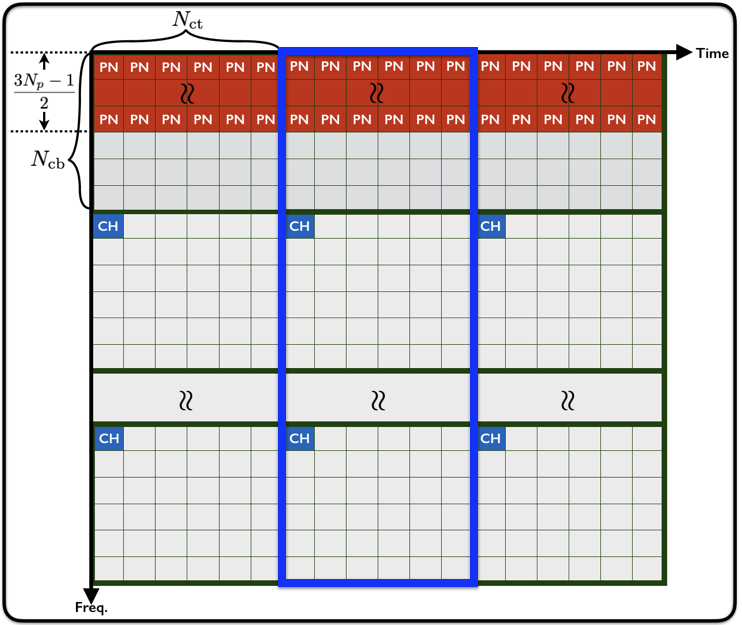 N_ct
Time
PN PN PN PN PN PN PN PN PN PN PN PN PN PN PN PN PN PN
(3N_p − 1)/2
≀≀ ≀≀ ≀≀
PN PN PN PN PN PN PN PN PN PN PN PN PN PN PN PN PN PN
N_cb
CH CH CH
≀≀ ≀≀ ≀≀
CH CH CH
Freq.